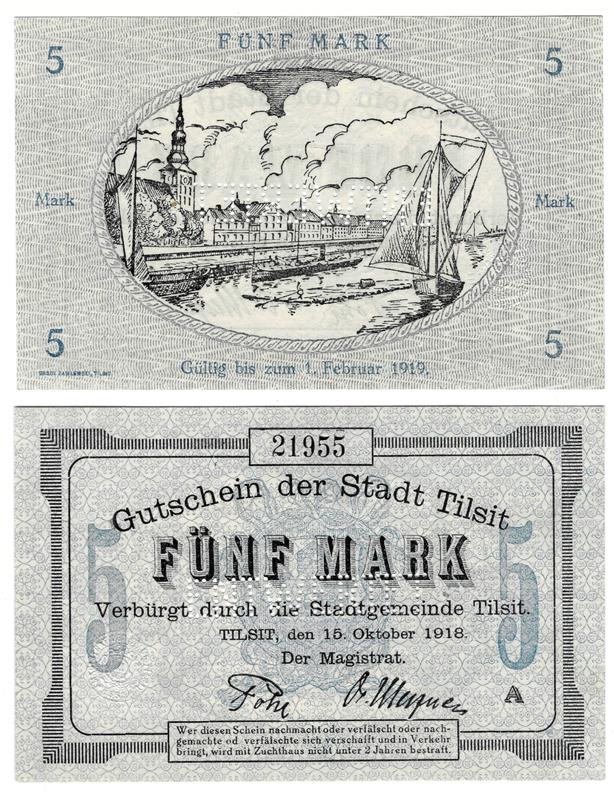 FÜNF MARK
5 5
Mark Mark
5 5
Gültig bis zum 1. Februar 1919.
21955
Gutschein der Stadt Tilsit
FÜNF MARK
5 5
Verbürgt durch die Stadtgemeinde Tilsit.
TILSIT, den 15. Oktober 1918.
Der Magistrat.
A
Wer diesen Schein nachmacht oder verfälscht oder nach-
gemachte od verfälschte sich verschafft und in Verkehr
bringt, wird mit Zuchthaus nicht unter 2 Jahren bestraft.